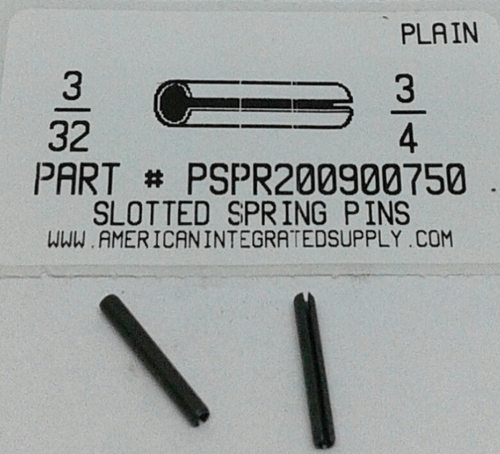 PLAIN
3/32 3/4
PART # PSPR200900750 .
SLOTTED SPRING PINS
WWW.AMERICANINTEGRATEDSUPPLY.COM